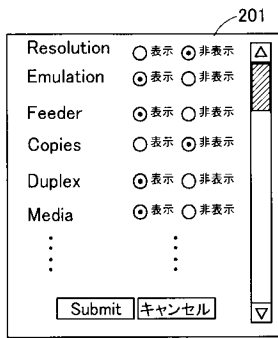 201
Resolution ○表示 ◉非表示
Emulation ◉表示 ○非表示
Feeder ◉表示 ○非表示
Copies ○表示 ◉非表示
Duplex ◉表示 ○非表示
Media ◉表示 ○非表示
Submit キャンセル